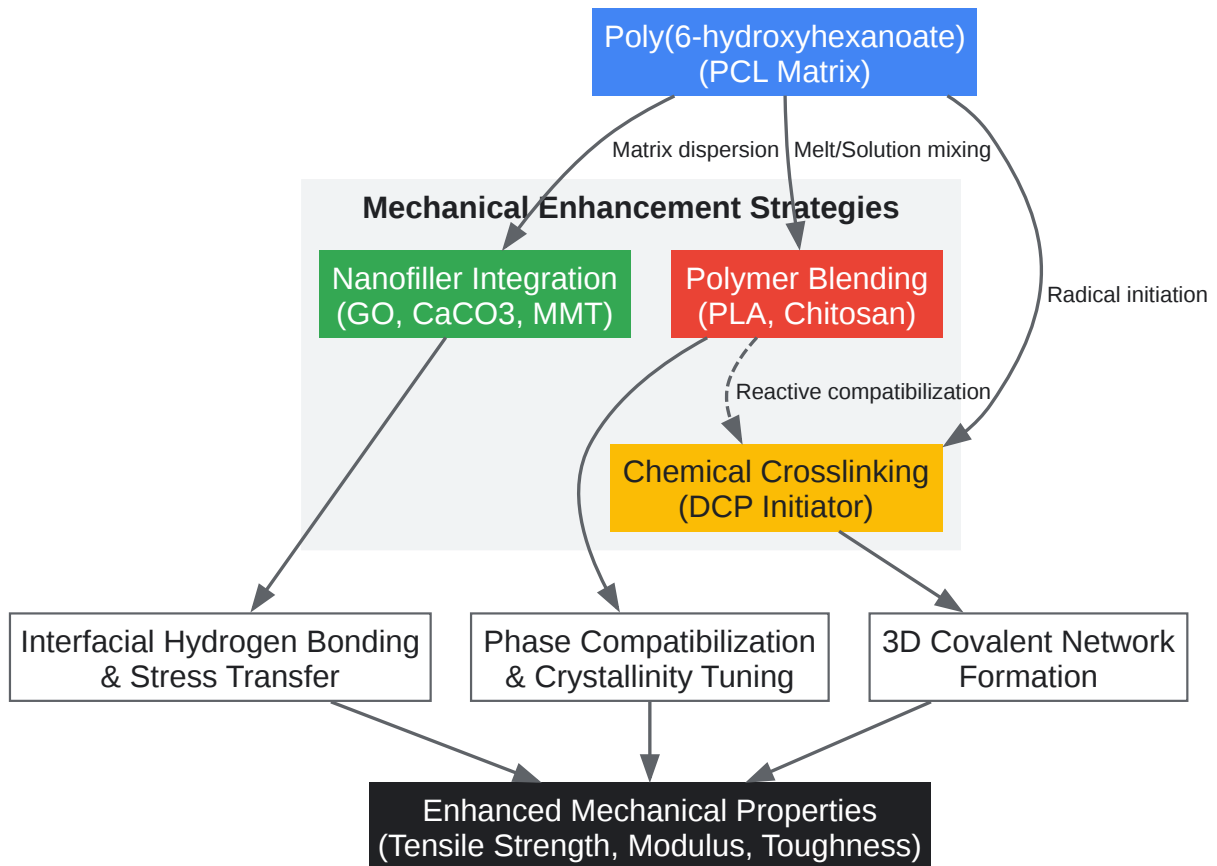 Poly(6-hydroxyhexanoate)
(PCL Matrix)
Matrix dispersion
Melt/Solution mixing
Mechanical Enhancement Strategies
Nanofiller Integration
(GO, CaCO3, MMT)
Polymer Blending
(PLA, Chitosan)
Radical initiation
Reactive compatibilization
Chemical Crosslinking
(DCP Initiator)
Interfacial Hydrogen Bonding
& Stress Transfer
Phase Compatibilization
& Crystallinity Tuning
3D Covalent Network
Formation
Enhanced Mechanical Properties
(Tensile Strength, Modulus, Toughness)